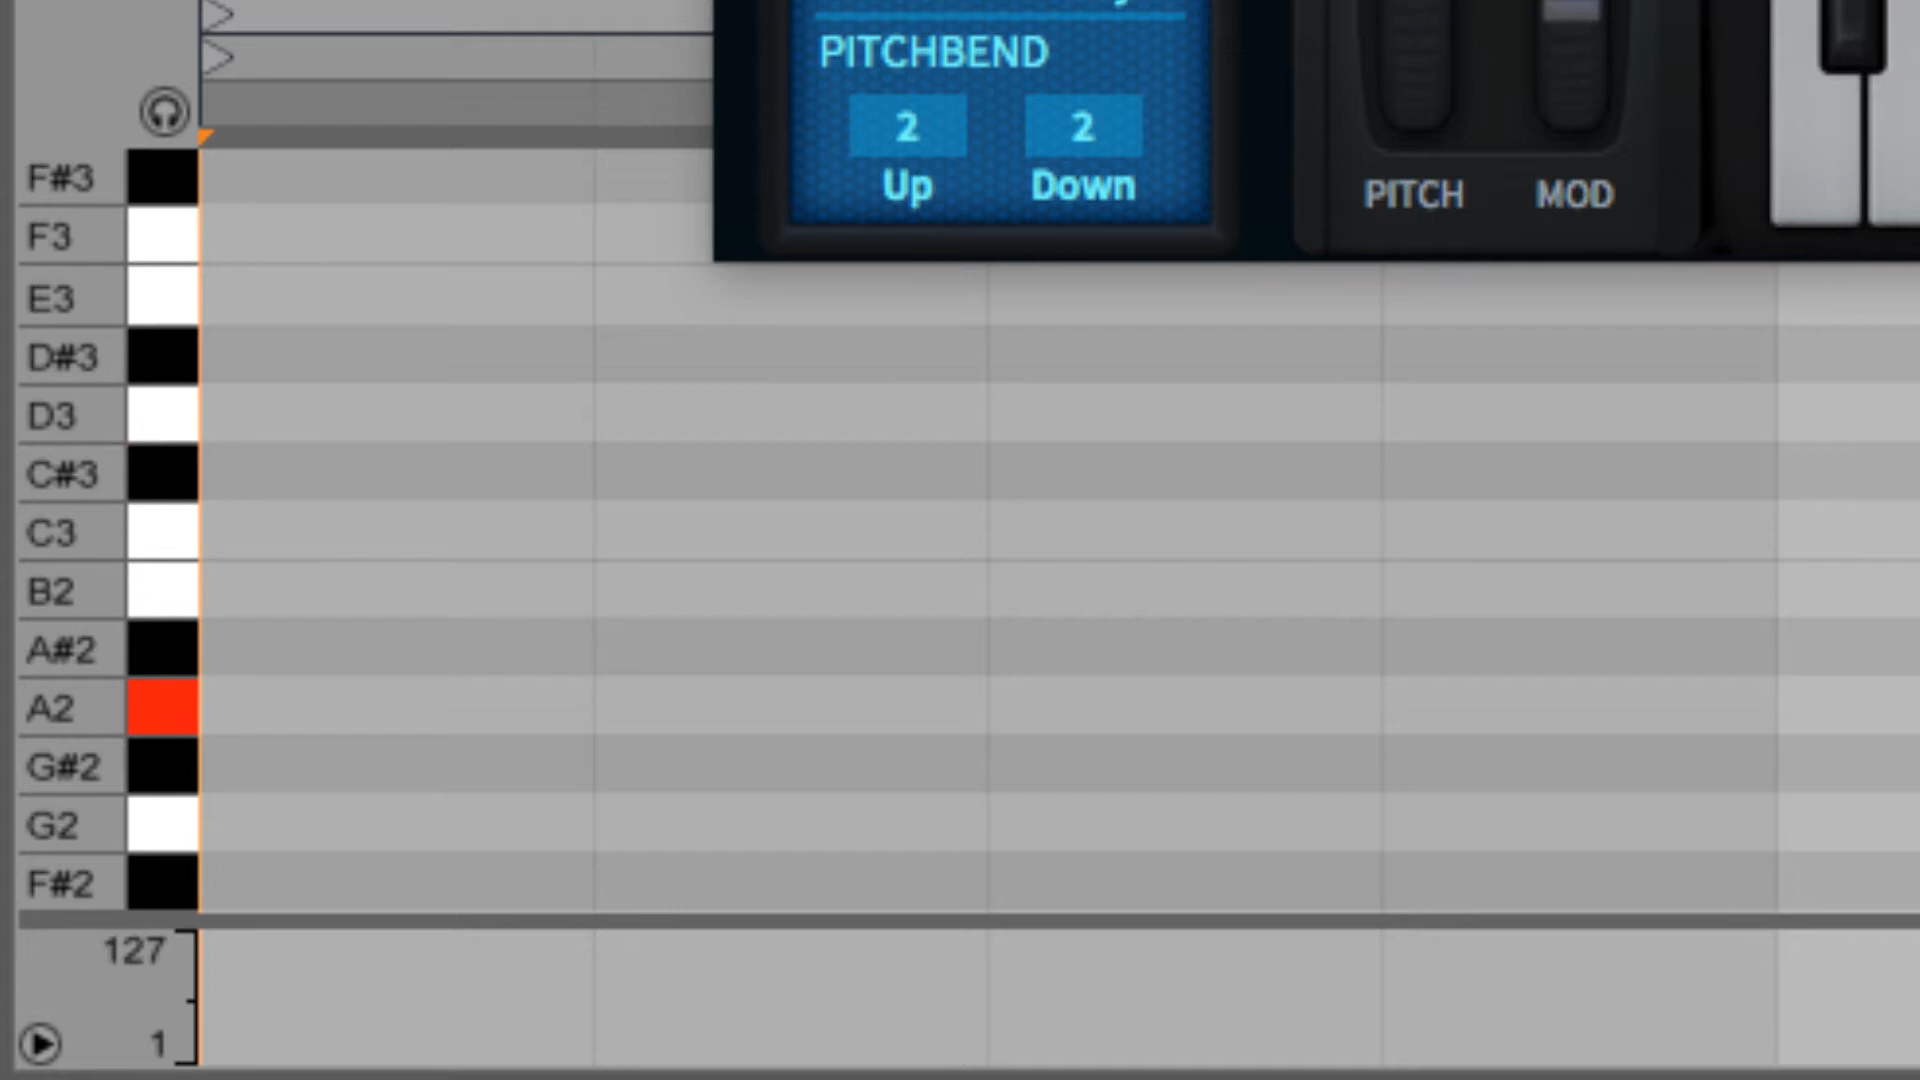 PITCHBEND
2 2
Up Down
PITCH MOD
F#3
F3
E3
D#3
D3
C#3
C3
B2
A#2
A2
G#2
G2
F#2
127
1